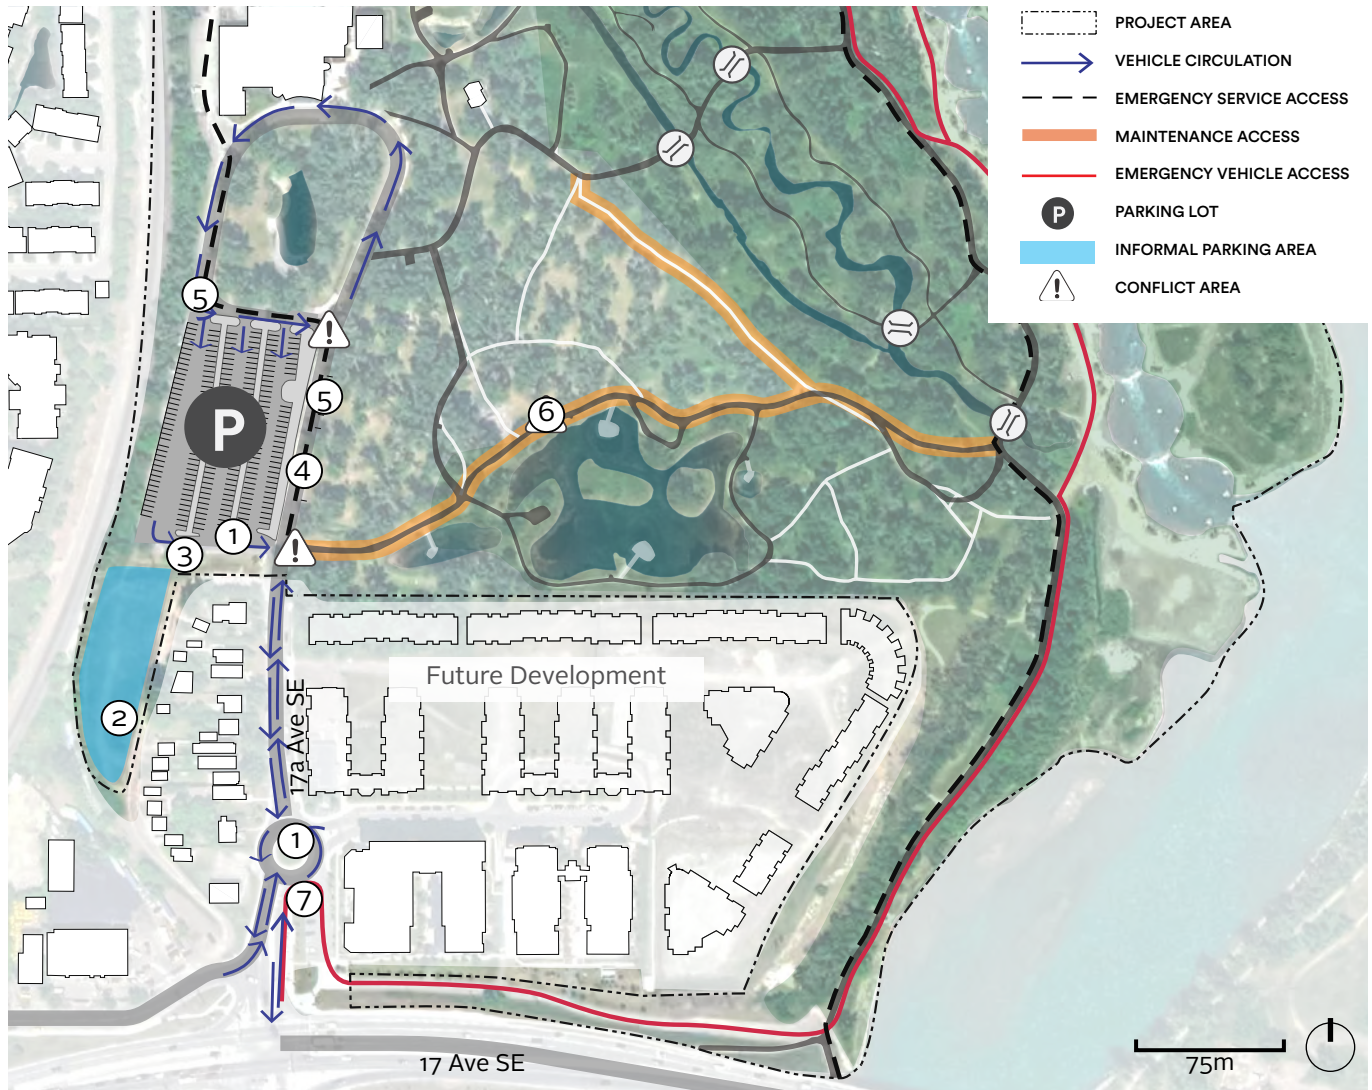 PROJECT AREA
VEHICLE CIRCULATION
EMERGENCY SERVICE ACCESS
MAINTENANCE ACCESS
EMERGENCY VEHICLE ACCESS
P
PARKING LOT
INFORMAL PARKING AREA
!
CONFLICT AREA
5
!
5
P
6
4
1
3
!
2
Future Development
17a Ave SE
1
7
17 Ave SE
75m